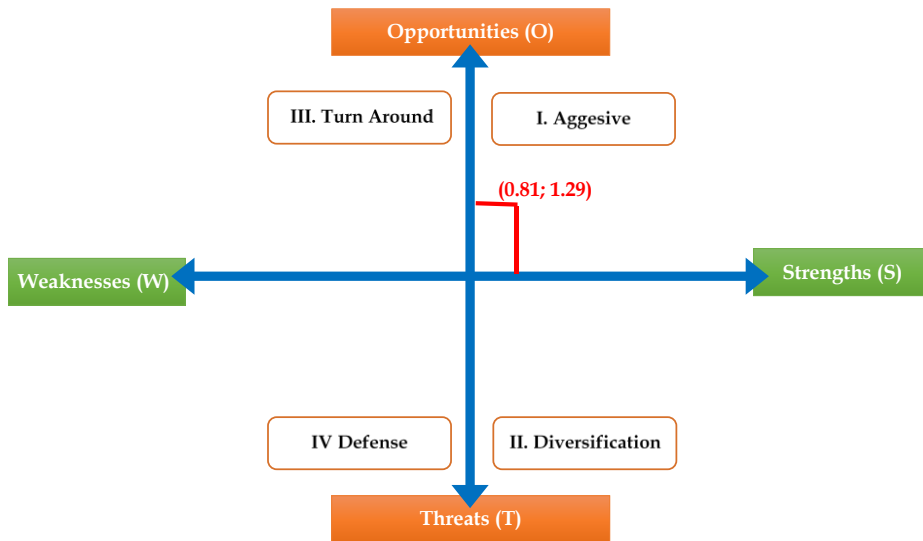 Opportunities (O)
III. Turn Around
I. Aggesive
(0.81; 1.29)
Weaknesses (W)
Strengths (S)
IV Defense
II. Diversification
Threats (T)